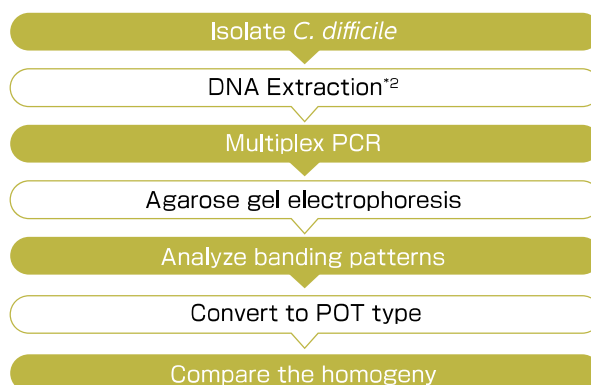 Isolate C. difficile
DNA Extraction*2
Multiplex PCR
Agarose gel electrophoresis
Analyze banding patterns
Convert to POT type
Compare the homogeny